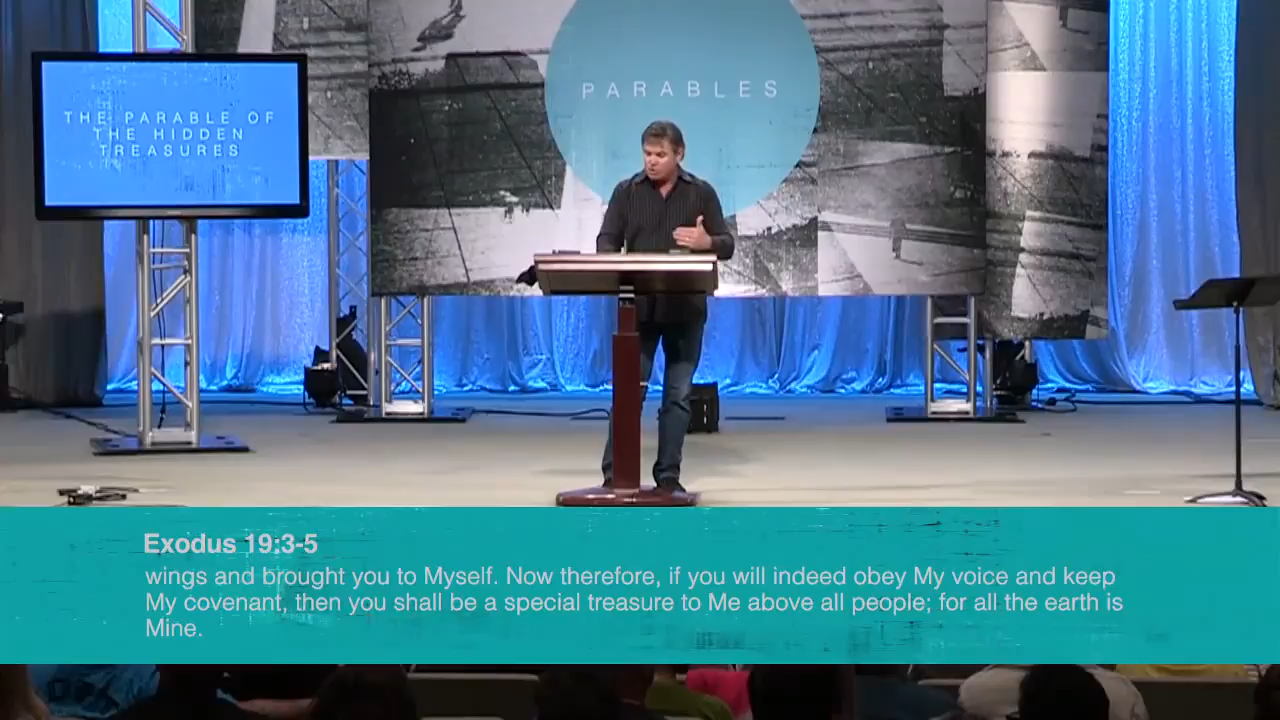 PARABLES
THE PARABLE OF
THE HIDDEN
TREASURES
Exodus 19:3-5
wings and brought you to Myself. Now therefore, if you will indeed obey My voice and keep
My covenant, then you shall be a special treasure to Me above all people; for all the earth is
Mine.